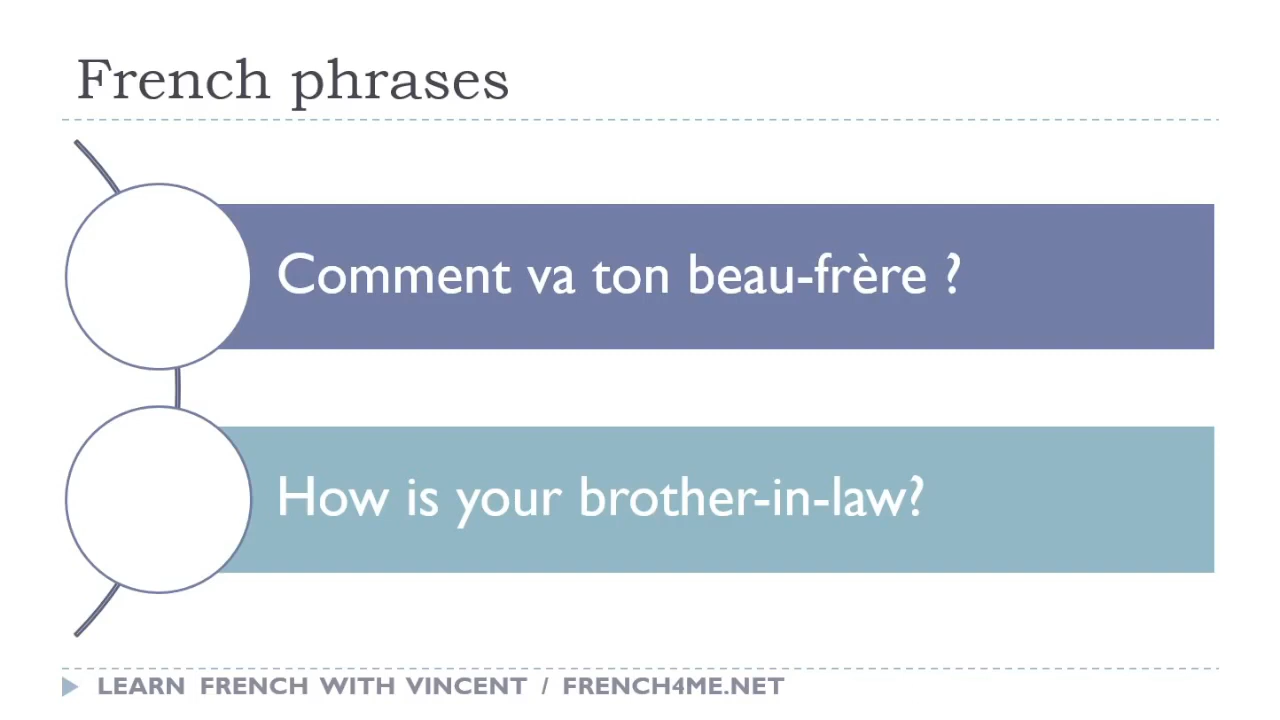 French phrases
Comment va ton beau-frère ?
How is your brother-in-law?
LEARN FRENCH WITH VINCENT / FRENCH4ME.NET